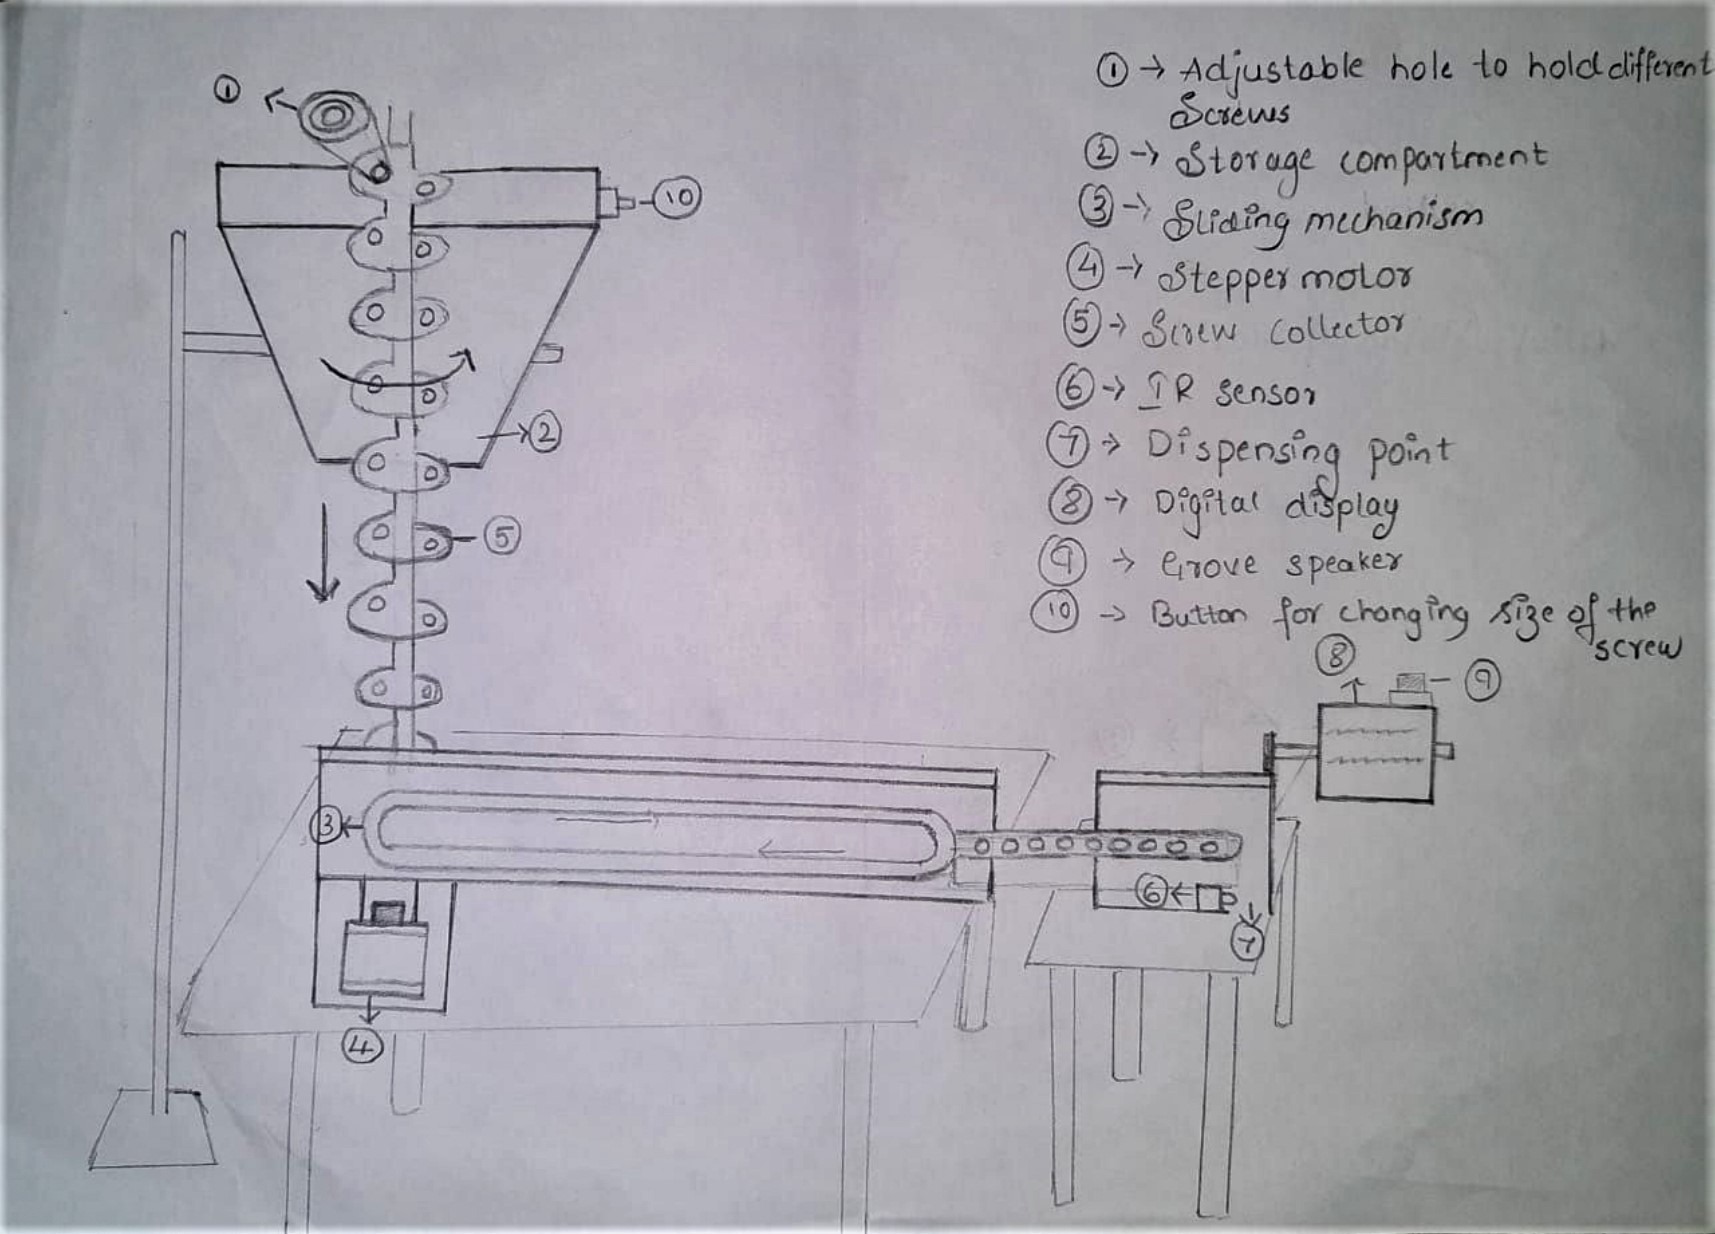 ① → Adjustable hole to hold different
Screws
② → Storage compartment
③ → Sliding mechanism
④ → Stepper motor
⑤ → Screw collector
⑥ → IR sensor
⑦ → Dispensing point
⑧ → Digital display
⑨ → Grove speaker
⑩ → Button for changing size of the
screw
①
⑩
②
⑤
⑧
⑨
③
⑥
⑦
④